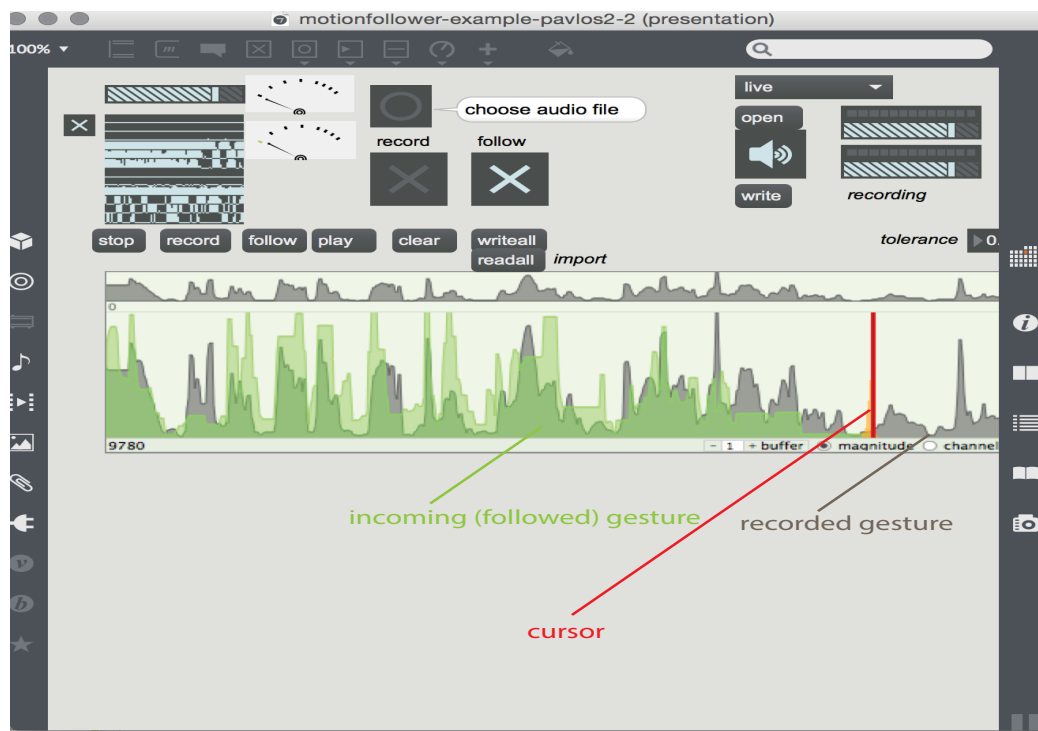 motionfollower-example-pavlos2-2 (presentation)
100%
m
live
choose audio file
open
record follow
write
recording
stop record follow play clear writeall
tolerance 0.
readall import
0
9780
- 1 + buffer magnitude channel
incoming (followed) gesture
recorded gesture
cursor
i
v
b